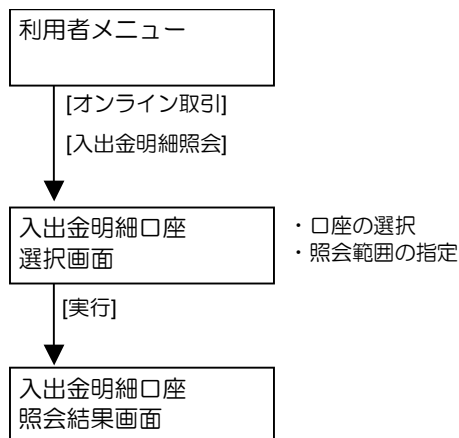 利用者メニュー
[オンライン取引]
[入出金明細照会]
入出金明細口座
選択画面
・口座の選択
・照会範囲の指定
[実行]
入出金明細口座
照会結果画面